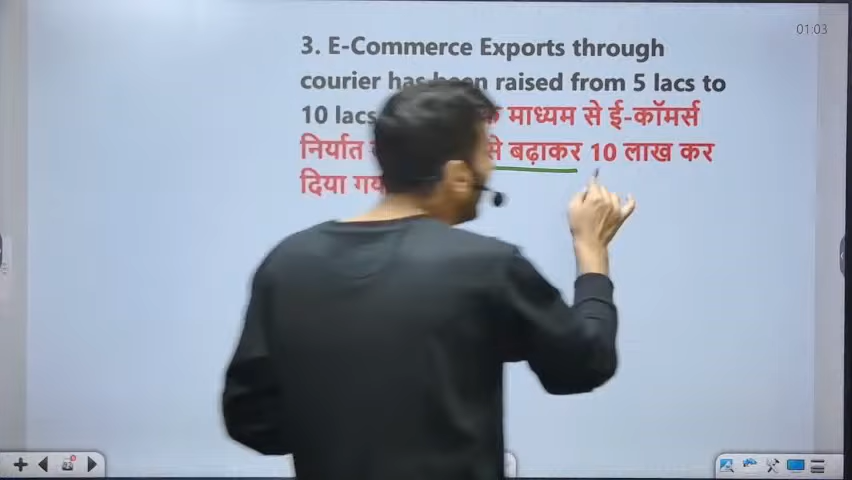 01:03
3. E-Commerce Exports through
courier has been raised from 5 lacs to
10 lacs माध्यम से ई-कॉमर्स
निर्यात से बढ़ाकर 10 लाख कर
दिया